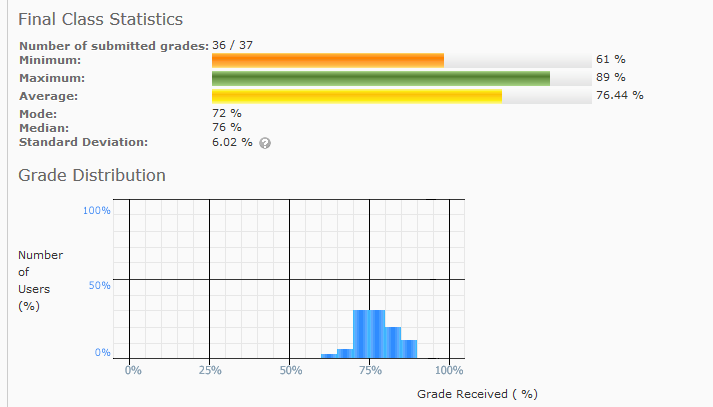 Final Class Statistics
Number of submitted grades: 36 / 37
Minimum: 61 %
Maximum: 89 %
Average: 76.44 %
Mode: 72 %
Median: 76 %
Standard Deviation: 6.02 % ?
Grade Distribution
100%
Number
of
Users
(%)
50%
0%
0% 25% 50% 75% 100%
Grade Received ( %)